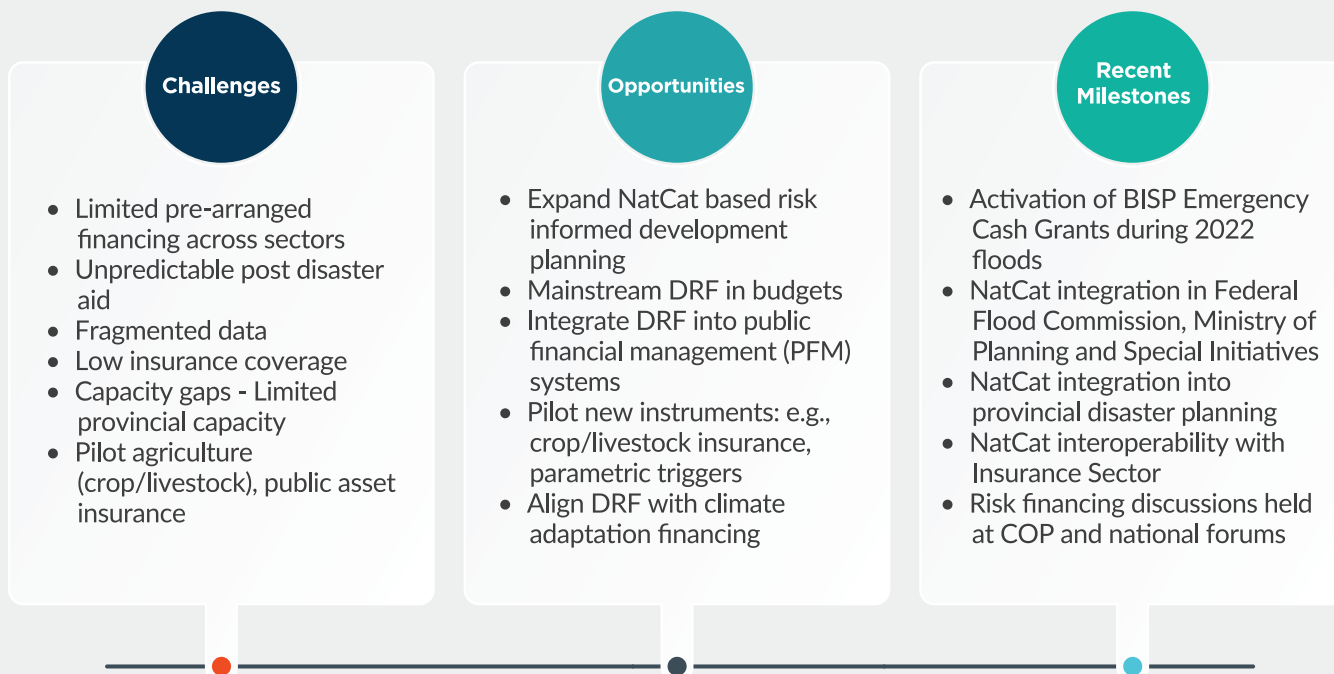 Challenges
• Limited pre-arranged
financing across sectors
• Unpredictable post disaster
aid
• Fragmented data
• Low insurance coverage
• Capacity gaps - Limited
provincial capacity
• Pilot agriculture
(crop/livestock), public asset
insurance
Opportunities
• Expand NatCat based risk
informed development
planning
• Mainstream DRF in budgets
• Integrate DRF into public
financial management (PFM)
systems
• Pilot new instruments: e.g.,
crop/livestock insurance,
parametric triggers
• Align DRF with climate
adaptation financing
Recent
Milestones
• Activation of BISP Emergency
Cash Grants during 2022
floods
• NatCat integration in Federal
Flood Commission, Ministry of
Planning and Special Initiatives
• NatCat integration into
provincial disaster planning
• NatCat interoperability with
Insurance Sector
• Risk financing discussions held
at COP and national forums